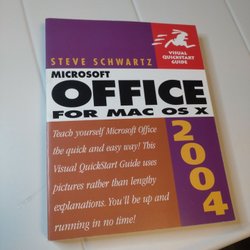 STEVE SCHWARTZ
VISUAL
QUICKSTART
GUIDE
MICROSOFT
OFFICE
FOR MAC OS X
2004
Teach yourself Microsoft Office
the quick and easy way! This
Visual QuickStart Guide uses
pictures rather than lengthy
explanations. You'll be up and
running in no time!